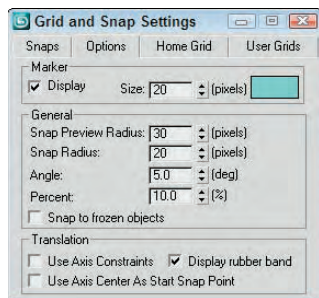 Grid and Snap Settings
Snaps Options Home Grid User Grids
Marker
Display Size: 20 (pixels)
General
Snap Preview Radius: 30 (pixels)
Snap Radius: 20 (pixels)
Angle: 5.0 (deg)
Percent: 10.0 (%)
Snap to frozen objects
Translation
Use Axis Constraints Display rubber band
Use Axis Center As Start Snap Point